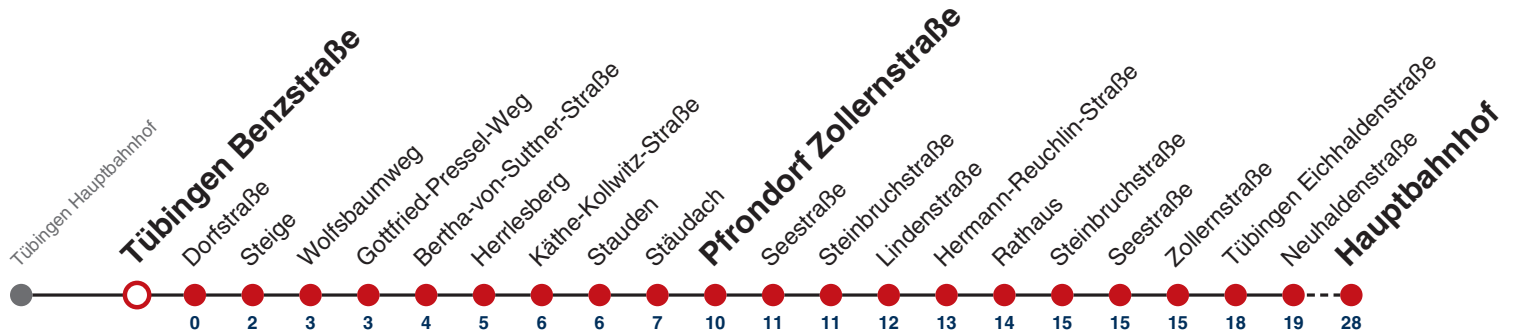 Tübingen Hauptbahnhof
Tübingen Benzstraße
Dorfstraße
Steige
Wolfsbaumweg
Gottfried-Pressel-Weg
Bertha-von-Suttner-Straße
Herrlesberg
Käthe-Kollwitz-Straße
Stauden
Stäudach
Pfrondorf Zollernstraße
Seestraße
Steinbruchstraße
Lindenstraße
Hermann-Reuchlin-Straße
Rathaus
Steinbruchstraße
Seestraße
Zollernstraße
Tübingen Eichhaldenstraße
Neuhaldenstraße
Hauptbahnhof
0 2 3 3 4 5 6 6 7 10 11 11 12 13 14 15 15 15 18 19 28